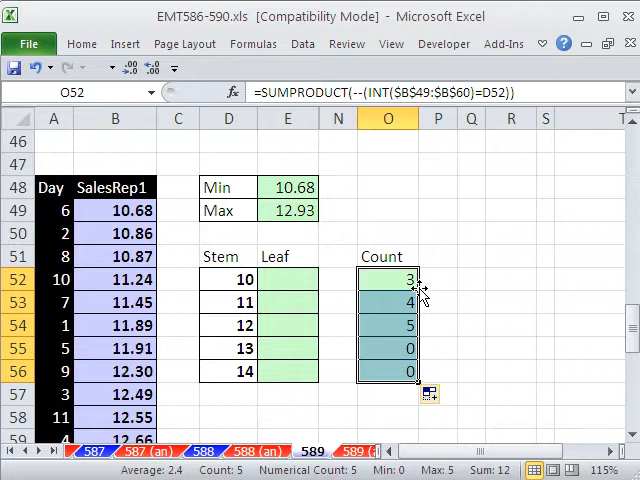 EMT586-590.xls [Compatibility Mode] - Microsoft Excel
File Home Insert Page Layout Formulas Data Review View Developer Add-Ins
O52 fx =SUMPRODUCT(--(INT($B$49:$B$60)=D52))
A B C D E N O P Q R S T
46
47
48 Day SalesRep1 Min 10.68
49 6 10.68 Max 12.93
50 2 10.86
51 8 10.87 Stem Leaf Count
52 10 11.24 10 3
53 7 11.45 11 4
54 1 11.89 12 5
55 5 11.91 13 0
56 9 12.30 14 0
57 3 12.49
58 11 12.55
59 4 12.66
587 587 (an) 588 588 (an) 589 589 (a
Average: 2.4 Count: 5 Numerical Count: 5 Min: 0 Max: 5 Sum: 12 115%